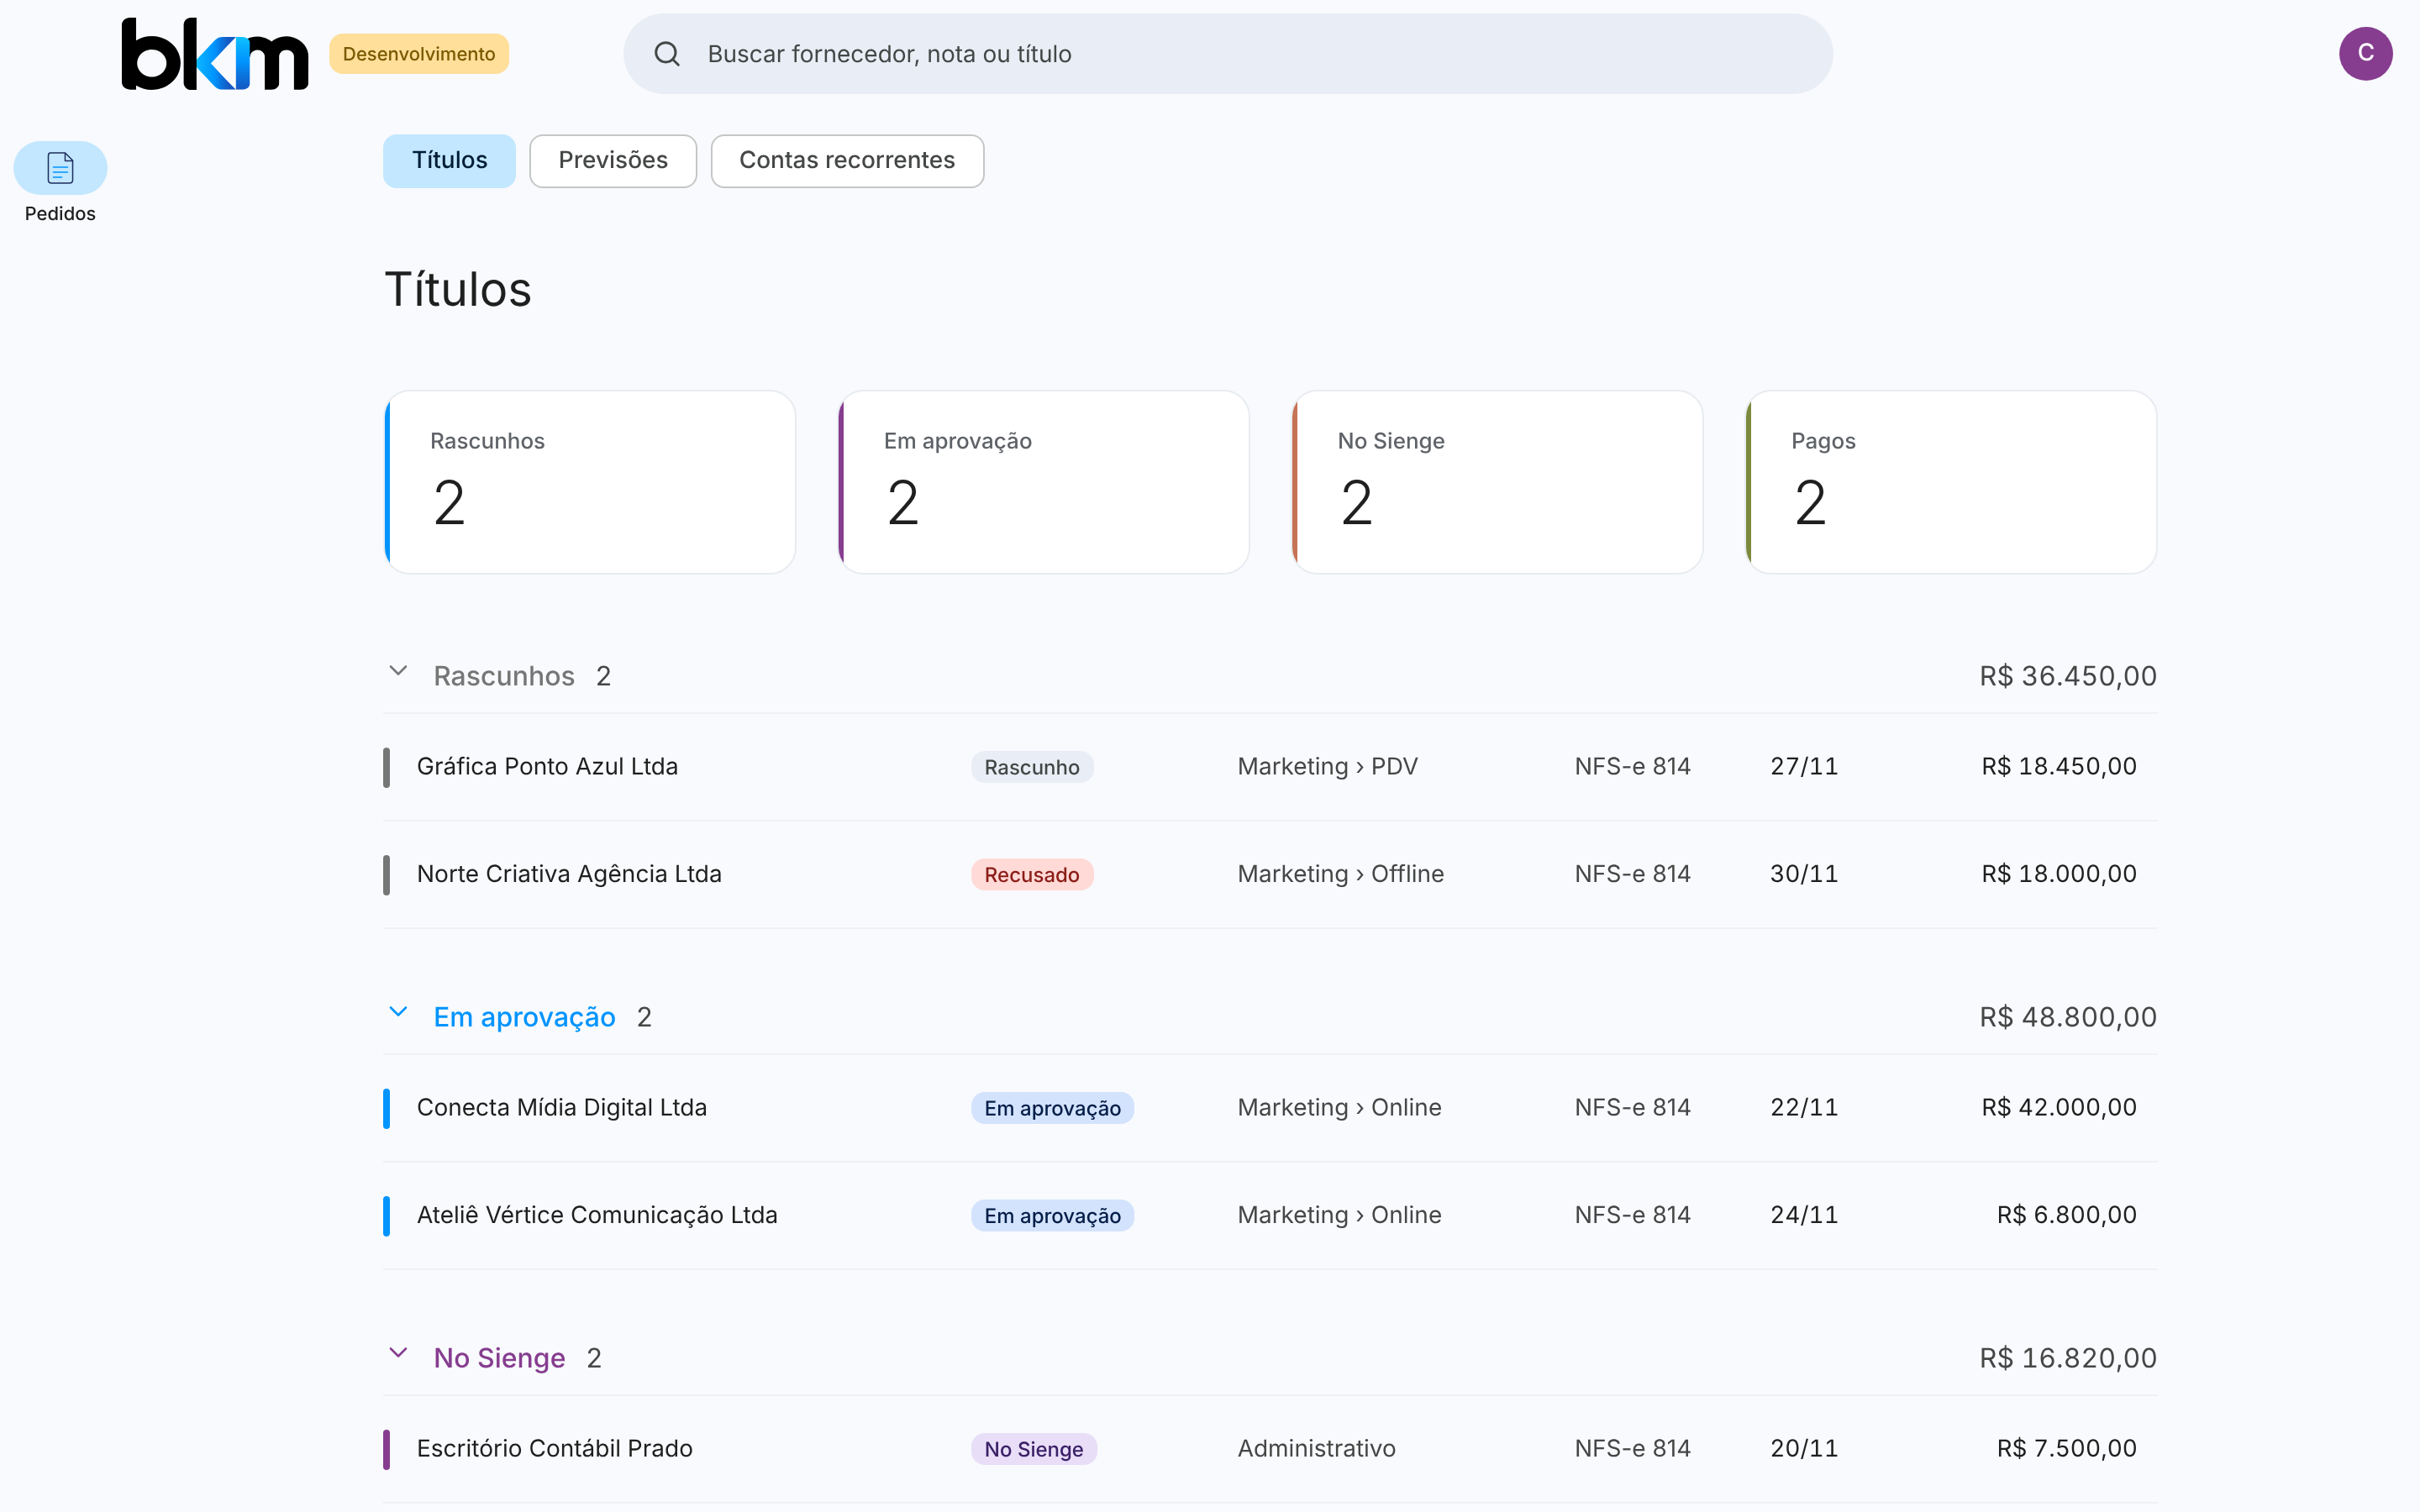 bkm Desenvolvimento Buscar fornecedor, nota ou título C
Pedidos
Títulos Previsões Contas recorrentes
Títulos
Rascunhos Em aprovação No Sienge Pagos
2 2 2 2
Rascunhos 2 R$ 36.450,00
Gráfica Ponto Azul Ltda Rascunho Marketing › PDV NFS-e 814 27/11 R$ 18.450,00
Norte Criativa Agência Ltda Recusado Marketing › Offline NFS-e 814 30/11 R$ 18.000,00
Em aprovação 2 R$ 48.800,00
Conecta Mídia Digital Ltda Em aprovação Marketing › Online NFS-e 814 22/11 R$ 42.000,00
Ateliê Vértice Comunicação Ltda Em aprovação Marketing › Online NFS-e 814 24/11 R$ 6.800,00
No Sienge 2 R$ 16.820,00
Escritório Contábil Prado No Sienge Administrativo NFS-e 814 20/11 R$ 7.500,00